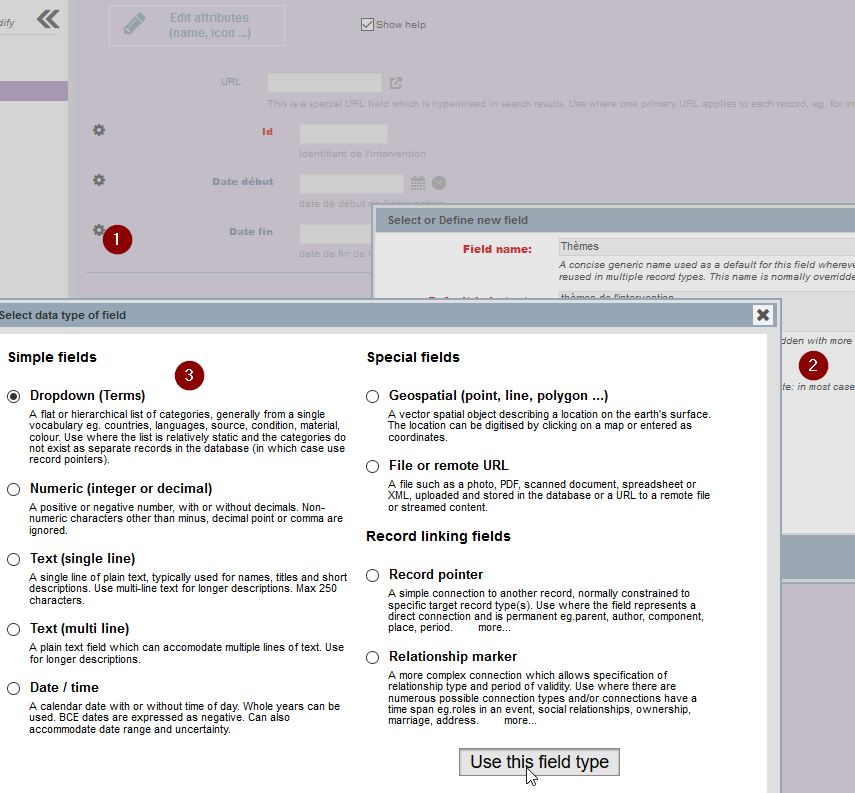 dify
Edit attributes
(name, icon ...)
Show help
URL
This is a special URL field which is hyperlinked in search results. Use where one primary URL applies to each record, eg. for in
Id
Identifiant de l'intervention
Date début
date dé début de l'intervention
Date fin
date de fin de l'
1
Select or Define new field
Field name:
Thèmes
A concise generic name used as a default for this field whereve
reused in multiple record types. This name is normally overridde
thèmes de l'intervention
dden with more
2
te: in most case
Select data type of field
Simple fields
3
Dropdown (Terms)
A flat or hierarchical list of categories, generally from a single
vocabulary eg. countries, languages, source, condition, material,
colour. Use where the list is relatively static and the categories do
not exist as separate records in the database (in which case use
record pointers).
Numeric (integer or decimal)
A positive or negative number, with or without decimals. Non-
numeric characters other than minus, decimal point or comma are
ignored.
Text (single line)
A single line of plain text, typically used for names, titles and short
descriptions. Use multi-line text for longer descriptions. Max 250
characters.
Text (multi line)
A plain text field which can accomodate multiple lines of text. Use
for longer descriptions.
Date / time
A calendar date with or without time of day. Whole years can be
used. BCE dates are expressed as negative. Can also
accommodate date range and uncertainty.
Special fields
Geospatial (point, line, polygon ...)
A vector spatial object describing a location on the earth's surface.
The location can be digitised by clicking on a map or entered as
coordinates.
File or remote URL
A file such as a photo, PDF, scanned document, spreadsheet or
XML, uploaded and stored in the database or a URL to a remote file
or streamed content.
Record linking fields
Record pointer
A simple connection to another record, normally constrained to
specific target record type(s). Use where the field represents a
direct connection and is permanent eg.parent, author, component,
place, period. more...
Relationship marker
A more complex connection which allows specification of
relationship type and period of validity. Use where there are
numerous possible connection types and/or connections have a
time span eg.roles in an event, social relationships, ownership,
marriage, address. more...
Use this field type